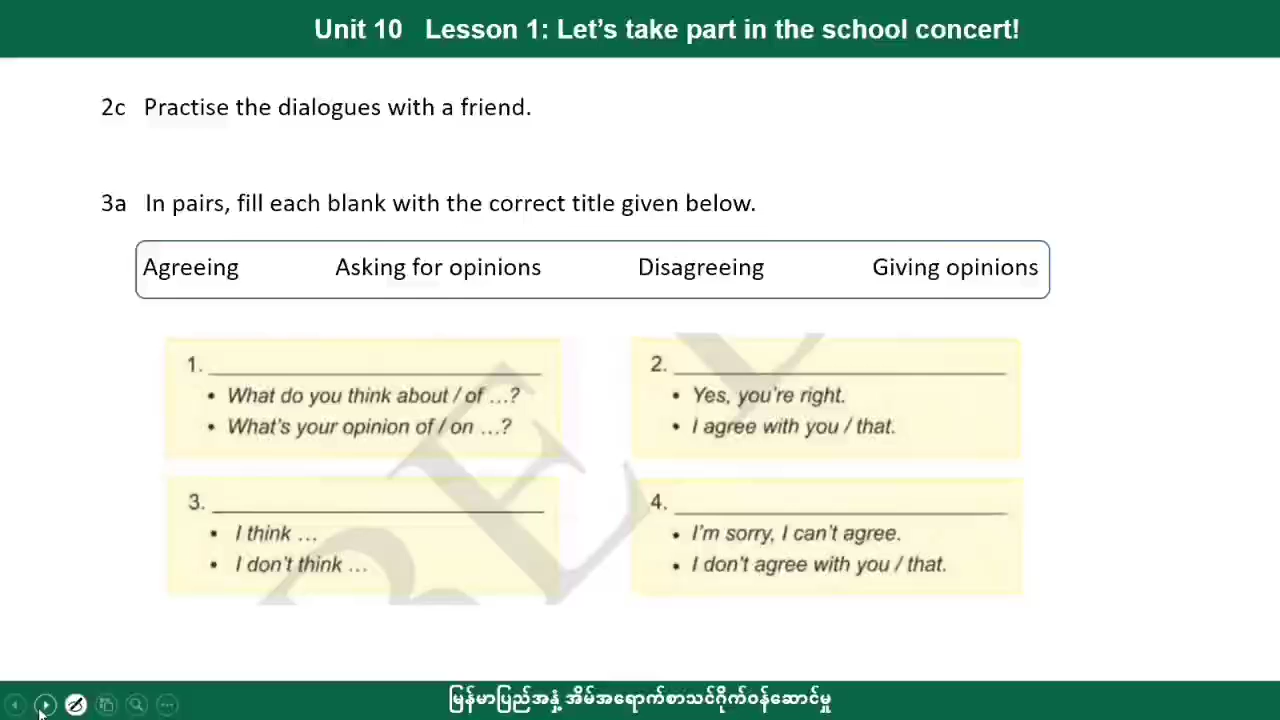 Unit 10 Lesson 1: Let's take part in the school concert!
2c Practise the dialogues with a friend.
3a In pairs, fill each blank with the correct title given below.
Agreeing Asking for opinions Disagreeing Giving opinions
1. ____________________
• What do you think about / of …?
• What's your opinion of / on …?
2. ____________________
• Yes, you're right.
• I agree with you / that.
3. ____________________
• I think …
• I don't think …
4. ____________________
• I'm sorry, I can't agree.
• I don't agree with you / that.
မြန်မာပြည်အနှံ့ အိမ်အရောက်စာသင်ဂိုက်ဝန်ဆောင်မှု